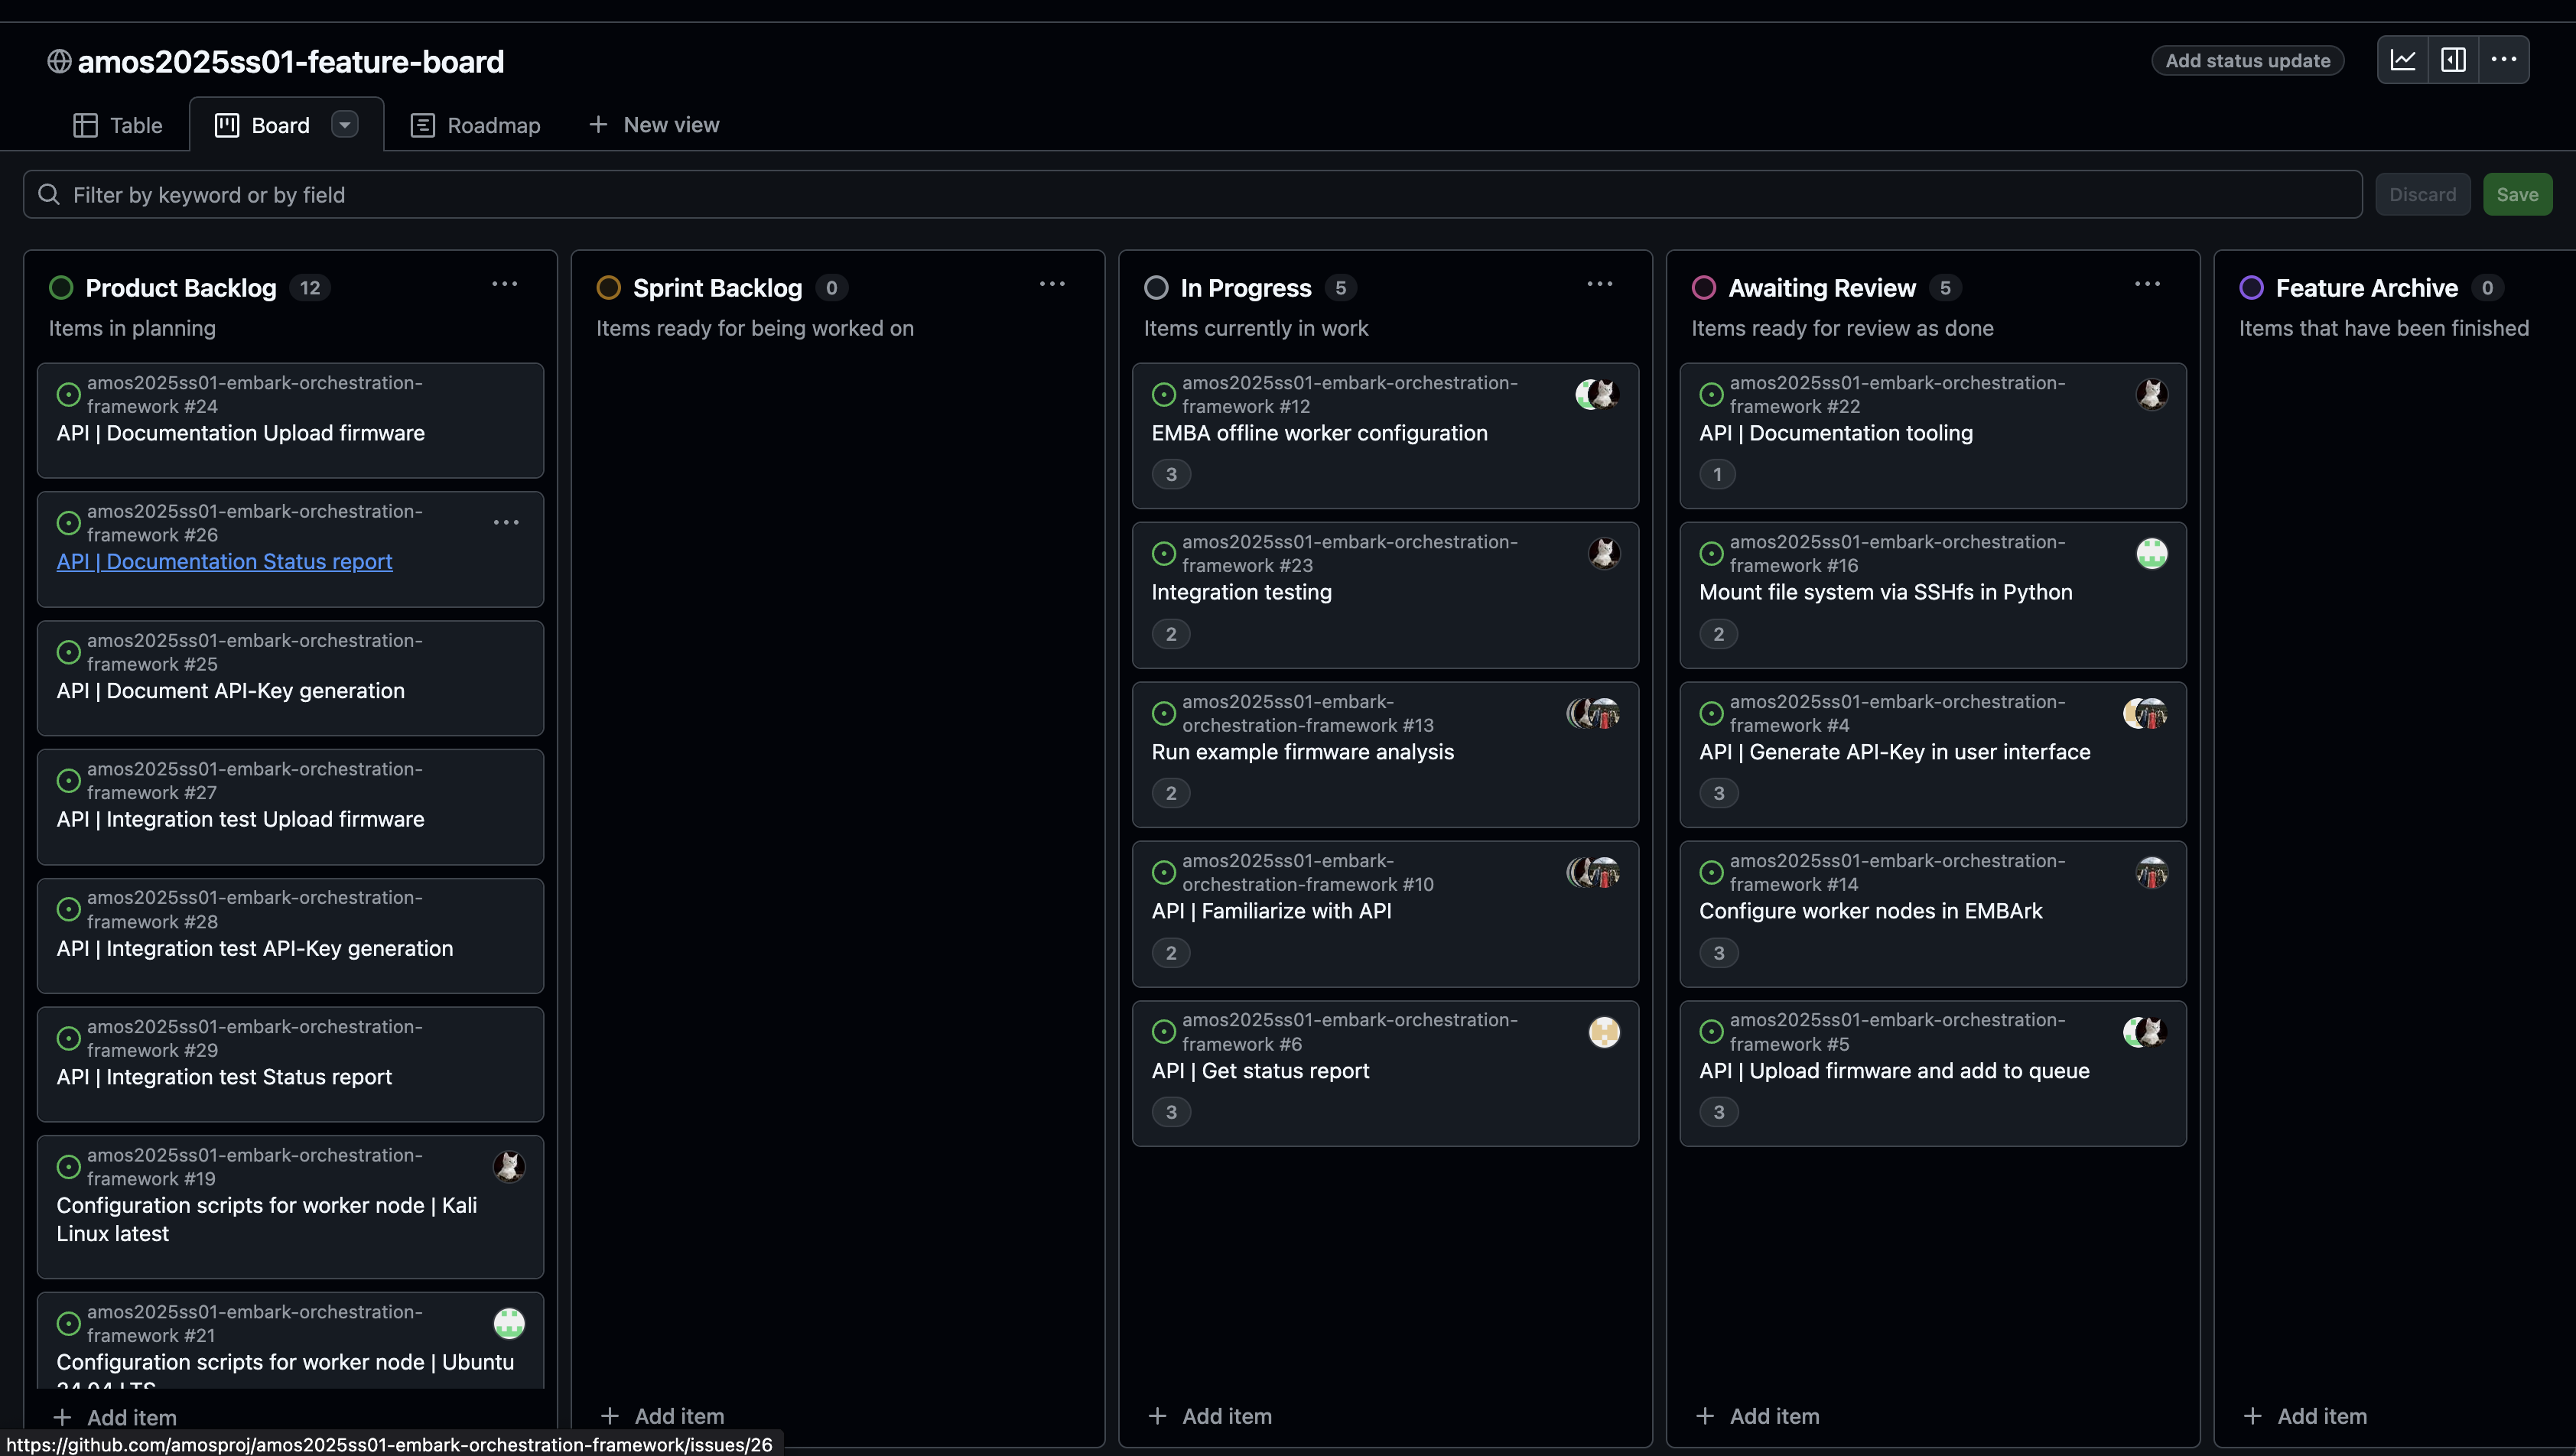 amos2025ss01-feature-board
Add status update
Table
Board
Roadmap
New view
Filter by keyword or by field
Discard
Save
Product Backlog 12
Items in planning
amos2025ss01-embark-orchestration-
framework #24
API | Documentation Upload firmware
amos2025ss01-embark-orchestration-
framework #26
API | Documentation Status report
amos2025ss01-embark-orchestration-
framework #25
API | Document API-Key generation
amos2025ss01-embark-orchestration-
framework #27
API | Integration test Upload firmware
amos2025ss01-embark-orchestration-
framework #28
API | Integration test API-Key generation
amos2025ss01-embark-orchestration-
framework #29
API | Integration test Status report
amos2025ss01-embark-orchestration-
framework #19
Configuration scripts for worker node | Kali
Linux latest
amos2025ss01-embark-orchestration-
framework #21
Configuration scripts for worker node | Ubuntu
24.04 LTS
Add item
Sprint Backlog 0
Items ready for being worked on
Add item
In Progress 5
Items currently in work
amos2025ss01-embark-orchestration-
framework #12
EMBA offline worker configuration
3
amos2025ss01-embark-orchestration-
framework #23
Integration testing
2
amos2025ss01-embark-
orchestration-framework #13
Run example firmware analysis
2
amos2025ss01-embark-
orchestration-framework #10
API | Familiarize with API
2
amos2025ss01-embark-orchestration-
framework #6
API | Get status report
3
Add item
Awaiting Review 5
Items ready for review as done
amos2025ss01-embark-orchestration-
framework #22
API | Documentation tooling
1
amos2025ss01-embark-orchestration-
framework #16
Mount file system via SSHfs in Python
2
amos2025ss01-embark-orchestration-
framework #4
API | Generate API-Key in user interface
3
amos2025ss01-embark-orchestration-
framework #14
Configure worker nodes in EMBArk
3
amos2025ss01-embark-orchestration-
framework #5
API | Upload firmware and add to queue
3
Add item
Feature Archive 0
Items that have been finished
Add item
https://github.com/amosproj/amos2025ss01-embark-orchestration-framework/issues/26